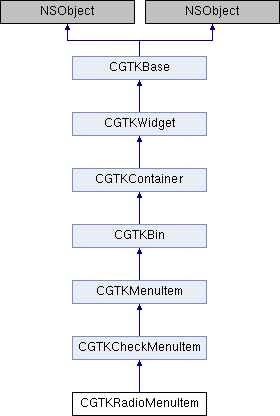 NSObject NSObject
CGTKBase
CGTKWidget
CGTKContainer
CGTKBin
CGTKMenuItem
CGTKCheckMenuItem
CGTKRadioMenuItem